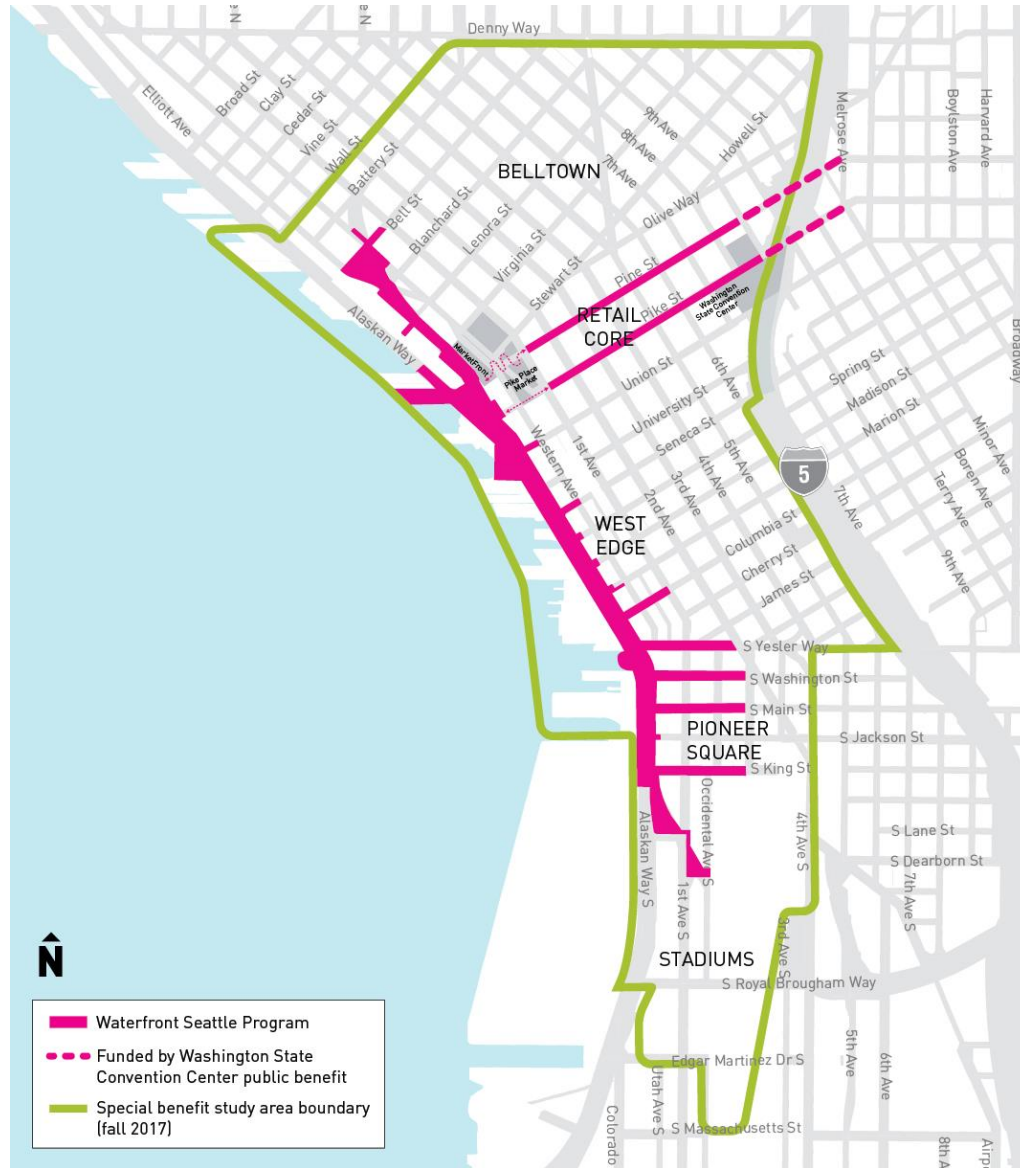 Denny Way
Elliott Ave
Broad St
Clay St
Cedar St
Vine St
Wall St
Battery St
Bell St
Blanchard St
Lenora St
Virginia St
Stewart St
9th Ave
8th Ave
7th Ave
Howell St
Melrose Ave
Boylston Ave
Harvard Ave
BELLTOWN
Olive Way
Pine St
Pike St
RETAIL
CORE
Washington
State Convention
Center
Alaskan Way
MarketFront
Pike Place
Market
Union St
University St
Seneca St
6th Ave
5th Ave
4th Ave
3rd Ave
2nd Ave
1st Ave
Western Ave
Spring St
Madison St
Marion St
Broadway
Minor Ave
Boren Ave
Terry Ave
9th Ave
7th Ave
5
WEST
EDGE
Columbia St
Cherry St
James St
S Yesler Way
S Washington St
S Main St
PIONEER
SQUARE
S Jackson St
S King St
Occidental Ave S
Alaskan Way S
1st Ave S
4th Ave S
S Lane St
S Dearborn St
7th Ave S
3rd Ave S
STADIUMS
S Royal Brougham Way
Edgar Martinez Dr S
Utah Ave S
Colorado
S Massachusetts St
5th Ave
6th Ave
8th A
Airp
N
Waterfront Seattle Program
Funded by Washington State
Convention Center public benefit
Special benefit study area boundary
(fall 2017)